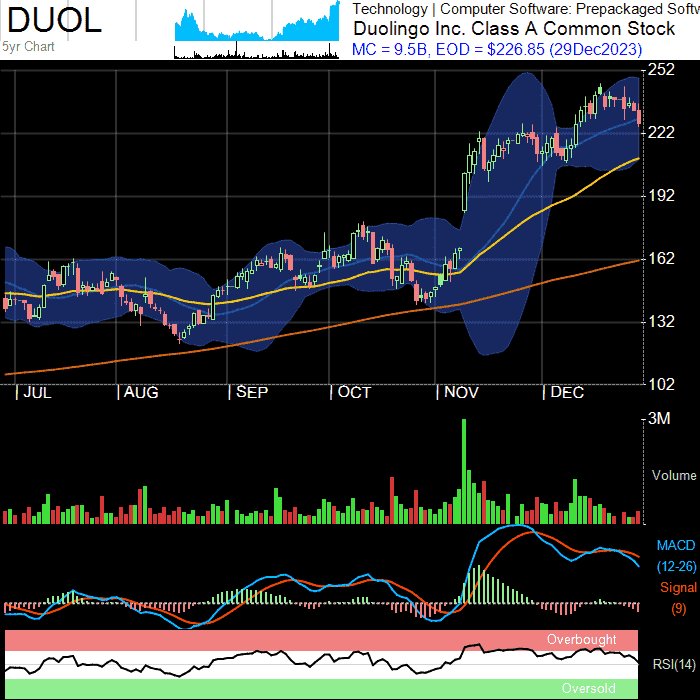 DUOL
5yr Chart
Technology | Computer Software: Prepackaged Softw
Duolingo Inc. Class A Common Stock
MC = 9.5B, EOD = $226.85 (29Dec2023)
252
222
192
162
132
102
| JUL | AUG | SEP | OCT | NOV | DEC
3M
Volume
MACD
(12-26)
Signal
(9)
Overbought
RSI(14)
Oversold